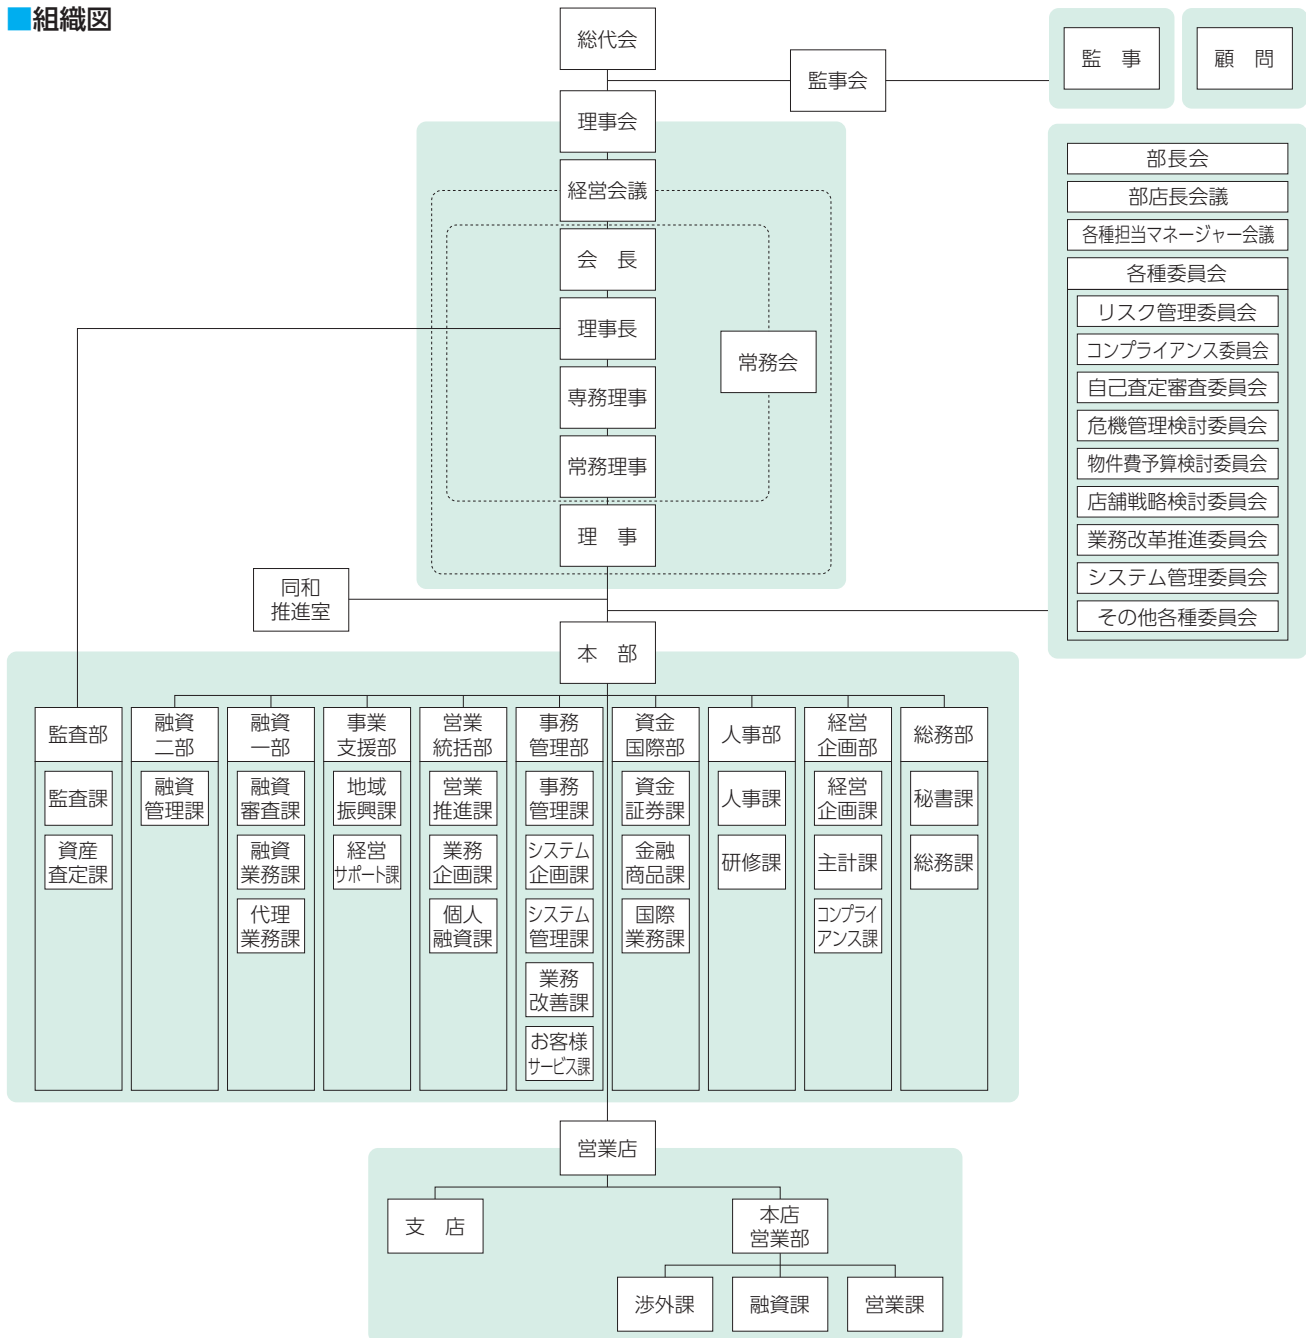 ■組織図
総代会
監事会
監　事
顧　問
理事会
経営会議
会　長
理事長
専務理事
常務理事
理　事
常務会
部長会
部店長会議
各種担当マネージャー会議
各種委員会
リスク管理委員会
コンプライアンス委員会
自己査定審査委員会
危機管理検討委員会
物件費予算検討委員会
店舗戦略検討委員会
業務改革推進委員会
システム管理委員会
その他各種委員会
同和
推進室
本　部
監査部
監査課
資産
査定課
融資
二部
融資
管理課
融資
一部
融資
審査課
融資
業務課
代理
業務課
事業
支援部
地域
振興課
経営
サポート課
営業
統括部
営業
推進課
業務
企画課
個人
融資課
事務
管理部
事務
管理課
システム
企画課
システム
管理課
業務
改善課
お客様
サービス課
資金
国際部
資金
証券課
金融
商品課
国際
業務課
人事部
人事課
研修課
経営
企画部
経営
企画課
主計課
コンプライ
アンス課
総務部
秘書課
総務課
営業店
支　店
本店
営業部
渉外課
融資課
営業課